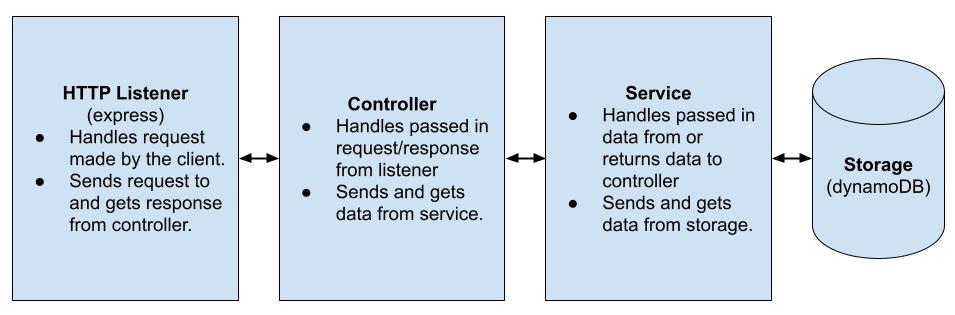 HTTP Listener
(express)
● Handles request
made by the client.
● Sends request to
and gets response
from controller.
Controller
● Handles passed in
request/response
from listener
● Sends and gets
data from service.
Service
● Handles passed in
data from or
returns data to
controller
● Sends and gets
data from storage.
Storage
(dynamoDB)